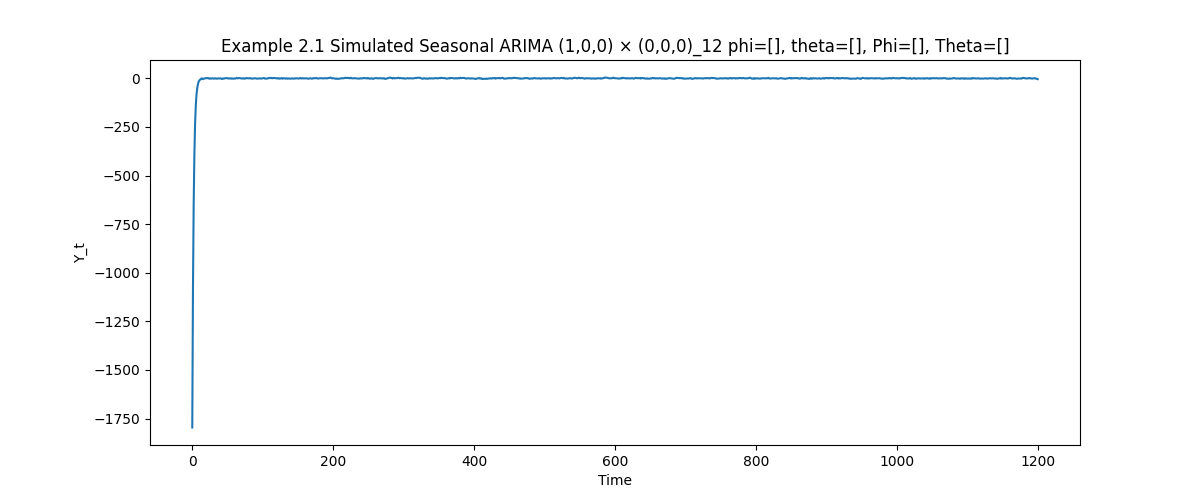 Example 2.1 Simulated Seasonal ARIMA (1,0,0) × (0,0,0)_12 phi=[], theta=[], Phi=[], Theta=[]
0
−250
−500
−750
−1000
−1250
−1500
−1750
Y_t
0 200 400 600 800 1000 1200
Time